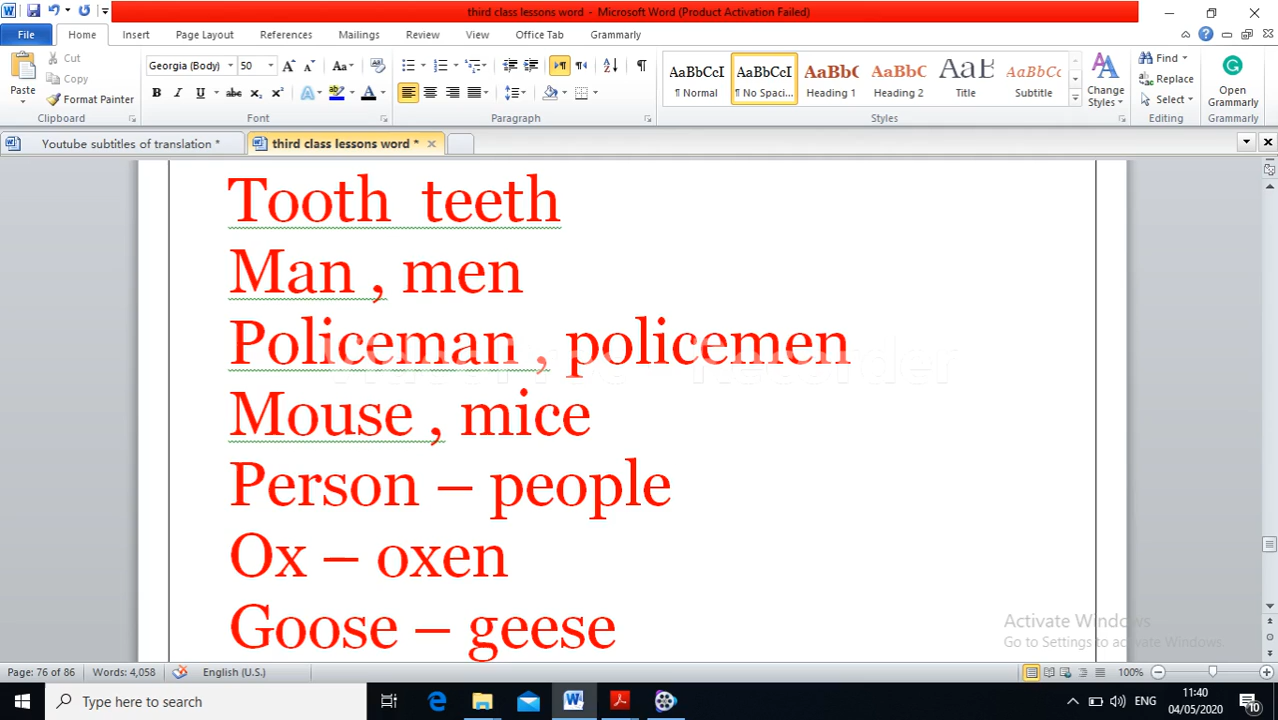 third class lessons word - Microsoft Word (Product Activation Failed)
File Home Insert Page Layout References Mailings Review View Office Tab Grammarly
Paste Cut Copy Format Painter
Georgia (Body) 50
AaBbCcI AaBbCcI AaBbC AaBbC AaB AaBbCc
¶ Normal ¶ No Spaci... Heading 1 Heading 2 Title Subtitle
Change Styles
Find Replace Select
Open Grammarly
Clipboard Font Paragraph Styles Editing Grammarly
Youtube subtitles of translation * third class lessons word *
Tooth teeth
Man , men
Policeman , policemen
Mouse , mice
Person – people
Ox – oxen
Goose – geese
Recorder
Activate Windows
Go to Settings to activate Windows.
Page: 76 of 86 Words: 4,058 English (U.S.) 100%
Type here to search
ENG 11:40
04/05/2020 10